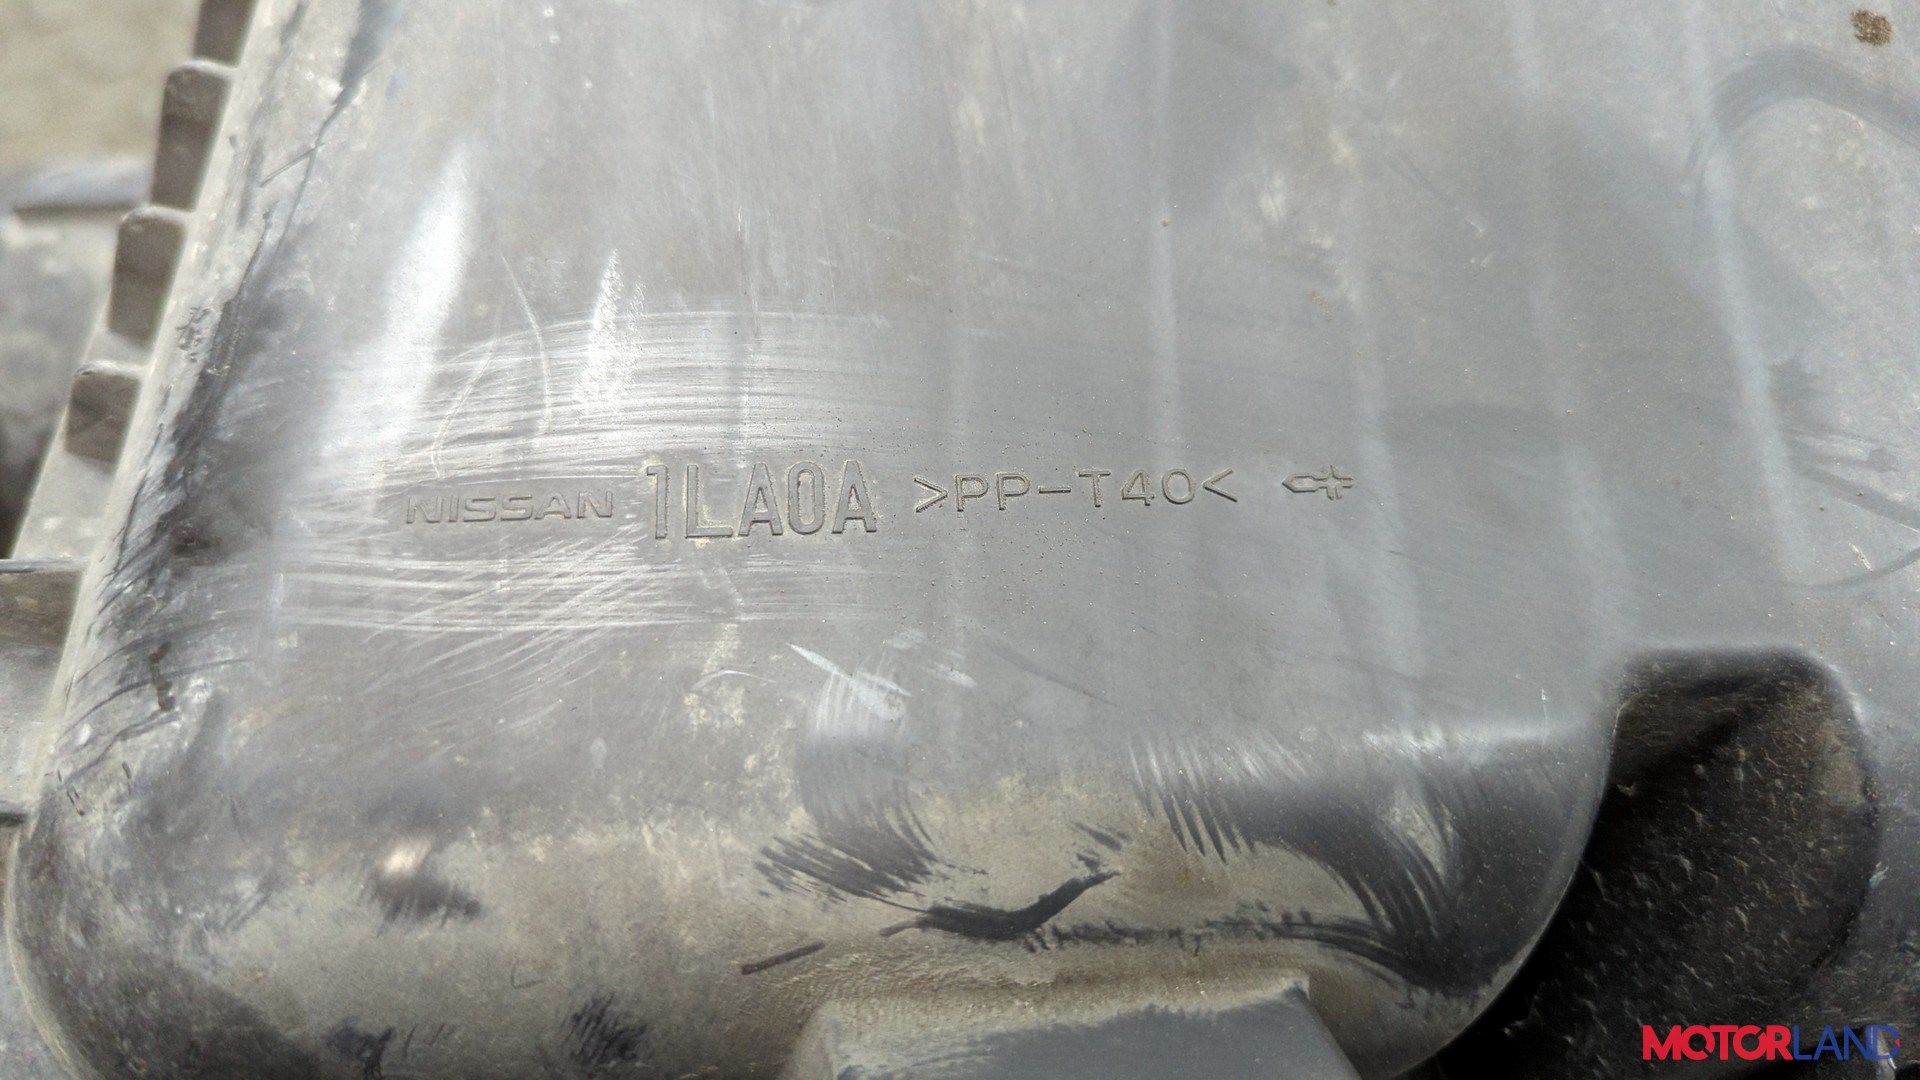 NISSAN 1LA0A >PP-T40<
MOTORLAND